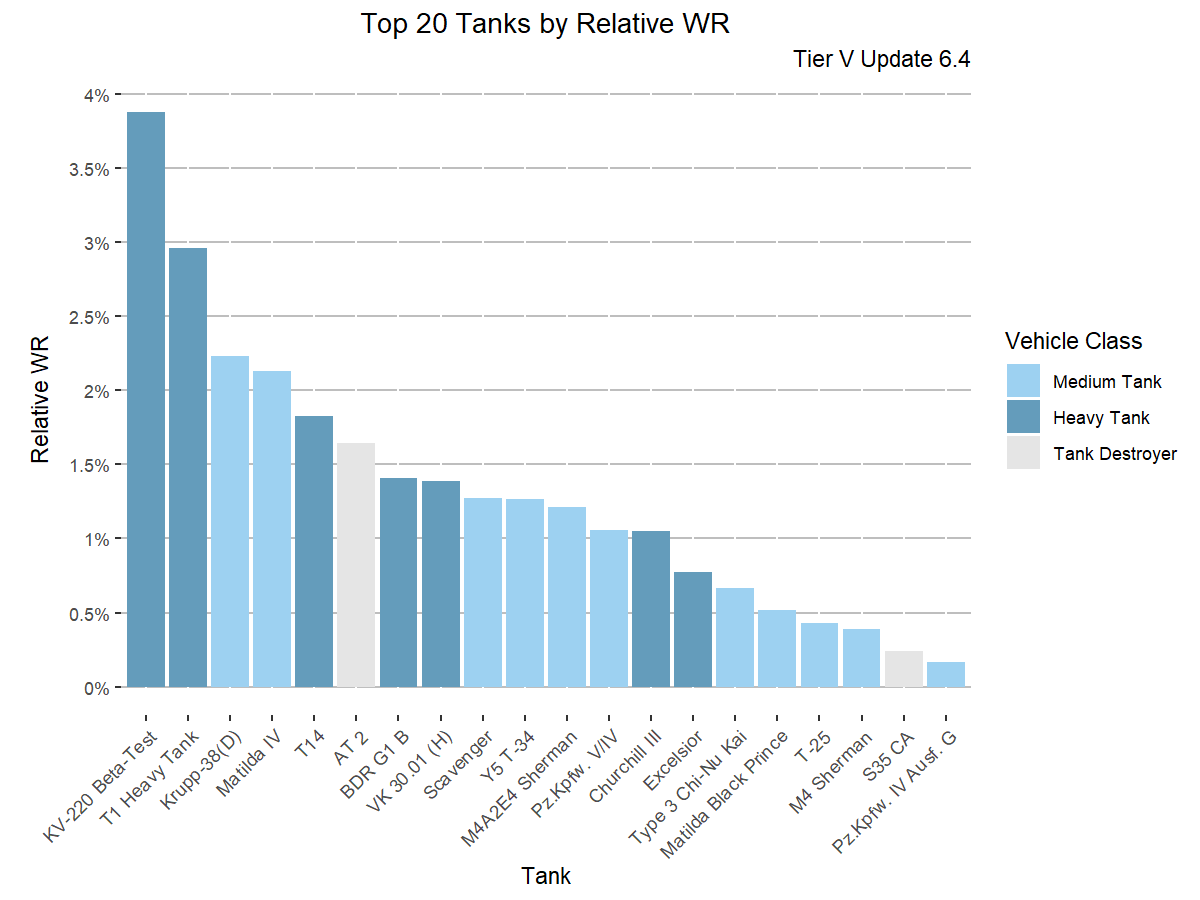 Top 20 Tanks by Relative WR
Tier V Update 6.4
4%
3.5%
3%
2.5%
2%
1.5%
1%
0.5%
0%
Relative WR
KV-220 Beta-Test
T1 Heavy Tank
Krupp-38(D)
Matilda IV
T14
AT 2
BDR G1 B
VK 30.01 (H)
Scavenger
Y5 T-34
M4A2E4 Sherman
Pz.Kpfw. V/IV
Churchill III
Excelsior
Type 3 Chi-Nu Kai
Matilda Black Prince
T-25
M4 Sherman
S35 CA
Pz.Kpfw. IV Ausf. G
Tank
Vehicle Class
Medium Tank
Heavy Tank
Tank Destroyer